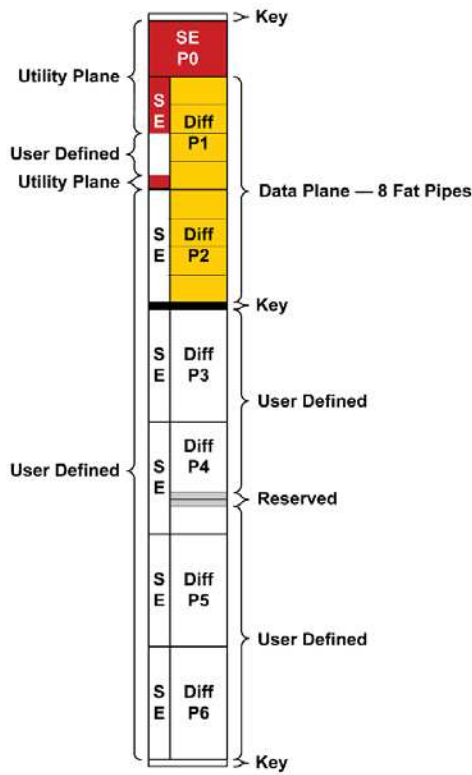 Key
SE
P0
Utility Plane
S
E
Diff
P1
User Defined
Utility Plane
Data Plane — 8 Fat Pipes
S
E
Diff
P2
Key
S
E
Diff
P3
User Defined
User Defined
S
E
Diff
P4
Reserved
S
E
Diff
P5
User Defined
S
E
Diff
P6
Key